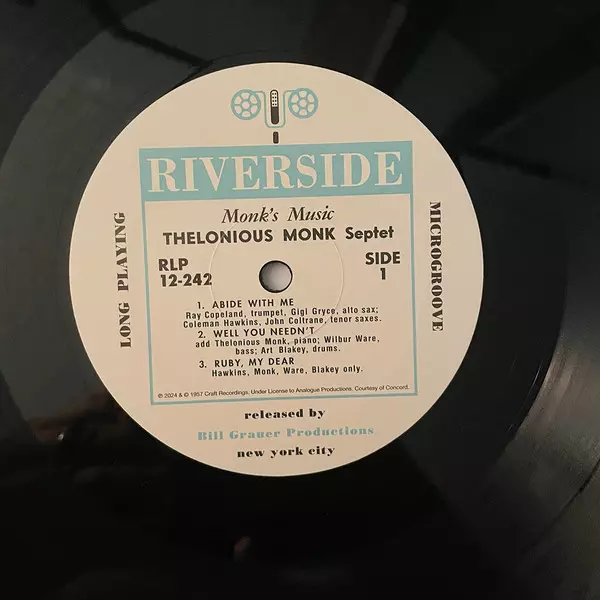 RIVERSIDE
Monk's Music
THELONIOUS MONK Septet
RLP
12-242
SIDE
1
LONG PLAYING
MICROGROOVE
1. ABIDE WITH ME
Ray Copeland, trumpet, Gigi Gryce, alto sax;
Coleman Hawkins, John Coltrane, tenor saxes.
2. WELL YOU NEEDN'T
add Thelonious Monk, piano; Wilbur Ware,
bass; Art Blakey, drums.
3. RUBY, MY DEAR
Hawkins, Monk, Ware, Blakey only.
℗ 2024 & © 1957 Craft Recordings, Under License to Analogue Productions. Courtesy of Concord.
released by
Bill Grauer Productions
new york city